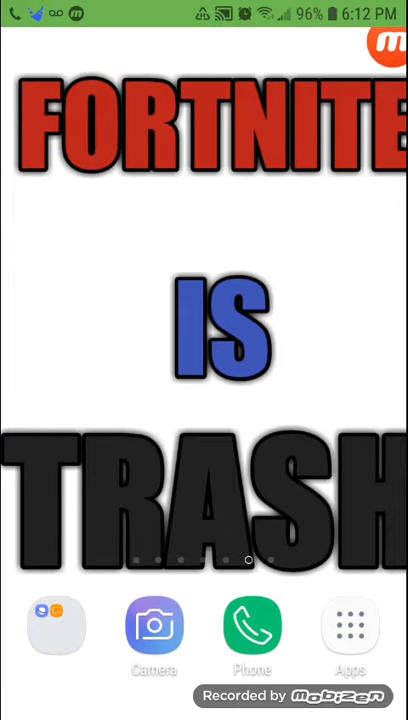 96% 6:12 PM
m
FORTNITE
IS
TRASH
Camera Phone Apps
Recorded by mobizen